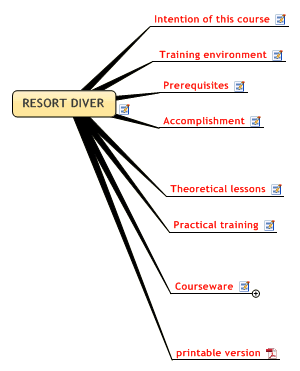 Intention of this course
Training environment
Prerequisites
RESORT DIVER
Accomplishment
Theoretical lessons
Practical training
Courseware
printable version